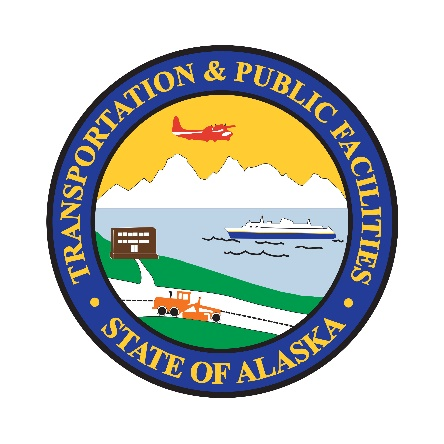 TRANSPORTATION & PUBLIC FACILITIES
STATE OF ALASKA